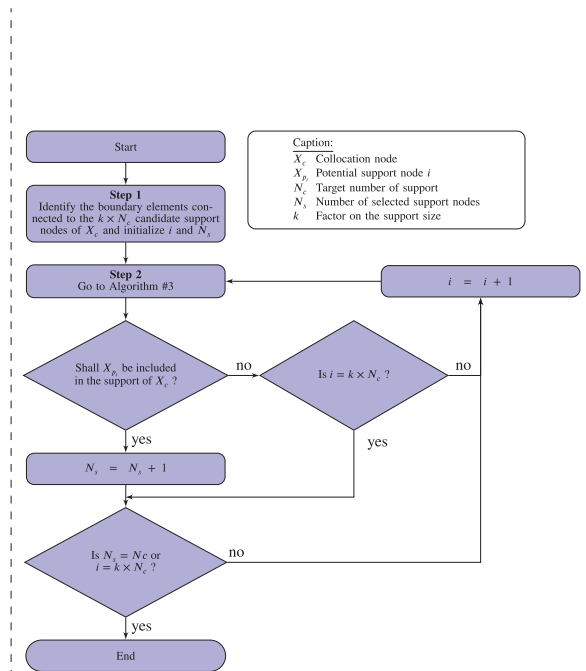 Start
Caption:
X_c Collocation node
X_{p_i} Potential support node i
N_c Target number of support
N_s Number of selected support nodes
k Factor on the support size
Step 1
Identify the boundary elements con-
nected to the k × N_c candidate support
nodes of X_c and initialize i and N_s
Step 2
Go to Algorithm #3
i = i + 1
Shall X_{p_i} be included
in the support of X_c ?
no
Is i = k × N_c ?
no
yes
yes
N_s = N_s + 1
Is N_s = Nc or
i = k × N_c ?
no
yes
End